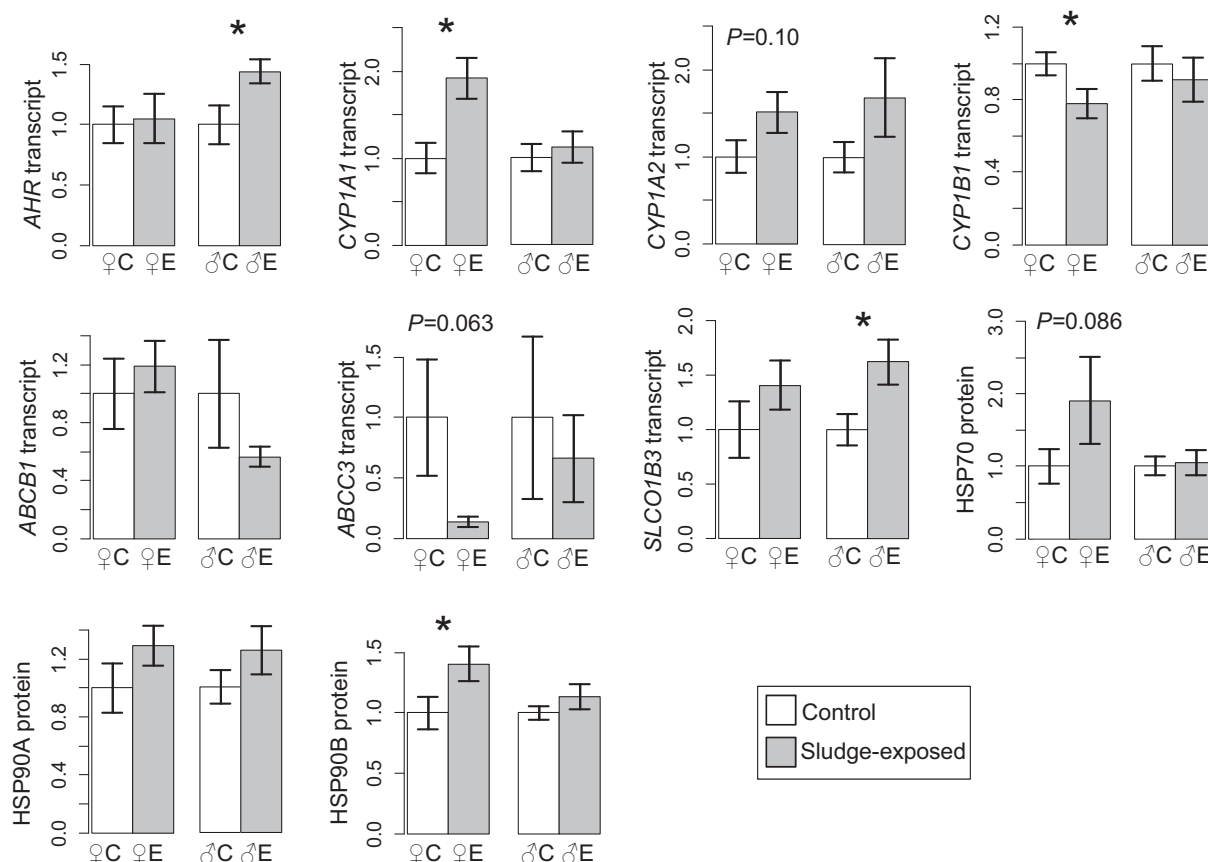 AHR transcript
0.0 0.5 1.0 1.5
*
♀C ♀E ♂C ♂E
CYP1A1 transcript
0.0 1.0 2.0
*
♀C ♀E ♂C ♂E
CYP1A2 transcript
0.0 1.0 2.0
P=0.10
♀C ♀E ♂C ♂E
CYP1B1 transcript
0.0 0.4 0.8 1.2
*
♀C ♀E ♂C ♂E
ABCB1 transcript
0.0 0.4 0.8 1.2
♀C ♀E ♂C ♂E
ABCC3 transcript
0.0 0.5 1.0 1.5
P=0.063
♀C ♀E ♂C ♂E
SLCO1B3 transcript
0.0 0.5 1.0 1.5 2.0
*
♀C ♀E ♂C ♂E
HSP70 protein
0.0 1.0 2.0 3.0
P=0.086
♀C ♀E ♂C ♂E
HSP90A protein
0.0 0.4 0.8 1.2
♀C ♀E ♂C ♂E
HSP90B protein
0.0 0.5 1.0 1.5
*
♀C ♀E ♂C ♂E
Control
Sludge-exposed